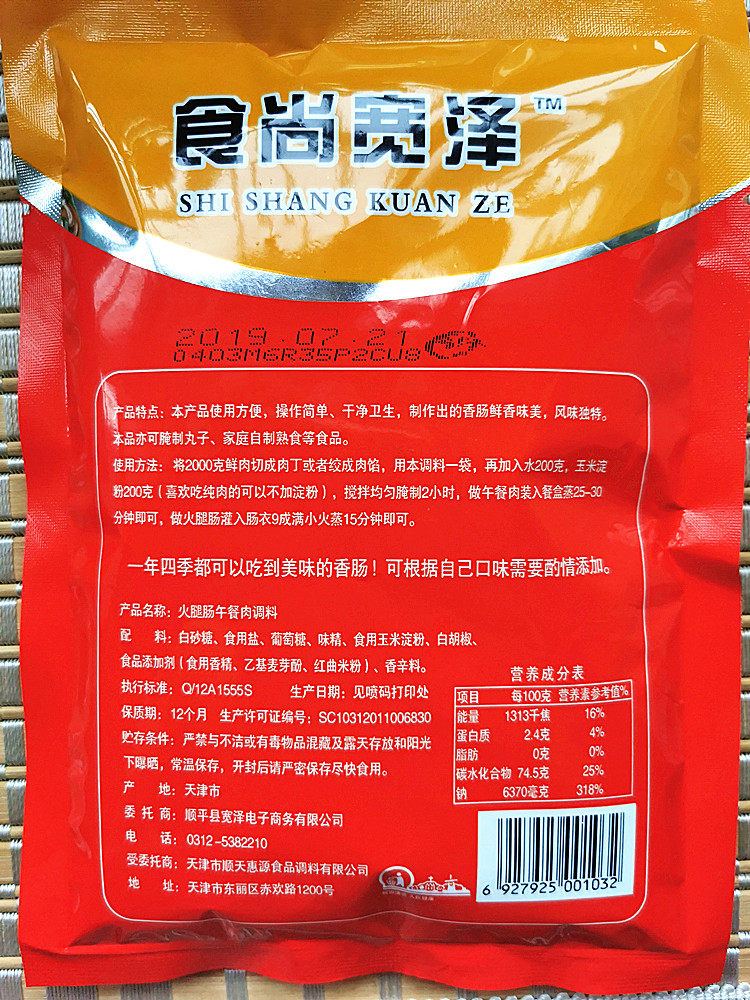 食尚宽泽™
SHI SHANG KUAN ZE
2019.07.21
0403M6R35P2CU8
产品特点：本产品使用方便，操作简单、干净卫生，制作出的香肠鲜香味美，风味独特。
本品亦可腌制丸子、家庭自制熟食等食品。
使用方法：将2000克鲜肉切成肉丁或者绞成肉馅，用本调料一袋，再加入水200克，玉米淀
粉200克（喜欢吃纯肉的可以不加淀粉），搅拌均匀腌制2小时，做午餐肉装入餐盒蒸25-30
分钟即可，做火腿肠灌入肠衣9成满小火蒸15分钟即可。
一年四季都可以吃到美味的香肠！可根据自己口味需要酌情添加。
产品名称：火腿肠午餐肉调料
配 料：白砂糖、食用盐、葡萄糖、味精、食用玉米淀粉、白胡椒、
食品添加剂（食用香精、乙基麦芽酚、红曲米粉）、香辛料。
执行标准：Q/12A1555S 生产日期：见喷码打印处
保质期：12个月 生产许可证编号：SC10312011006830
贮存条件：严禁与不洁或有毒物品混藏及露天存放和阳光
下曝晒，常温保存，开封后请严密保存尽快食用。
产 地：天津市
委 托 商：顺平县宽泽电子商务有限公司
电 话：0312-5382210
受委托商：天津市顺天惠源食品调料有限公司
地 址：天津市东丽区赤欢路1200号
营养成分表
项目 每100克 营养素参考值%
能量 1313千焦 16%
蛋白质 2.4克 4%
脂肪 0克 0%
碳水化合物 74.5克 25%
钠 6370毫克 318%
6 927925 001032